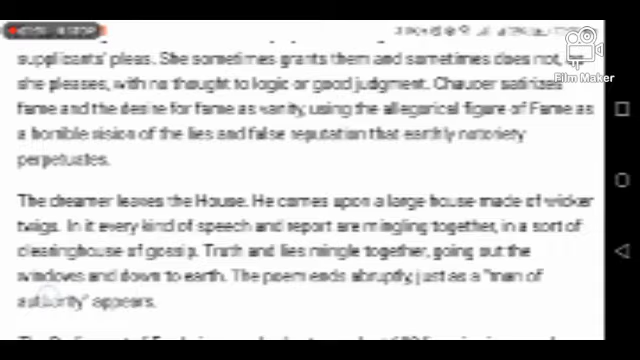 supplicants' pleas. She sometimes grants them and sometimes does not,
she pleases, with no thought to logic or good judgment. Chaucer satirizes
fame and the desire for fame as vanity, using the allegorical figure of Fame as
a horrible vision of the lies and false reputation that earthly notoriety
perpetuates.
The dreamer leaves the House. He comes upon a large house made of wicker
twigs. In it every kind of speech and report are mingling together, in a sort of
clearinghouse of gossip. Truth and lies mingle together, going out the
windows and down to earth. The poem ends abruptly, just as a "man of
authority" appears.
Film Maker